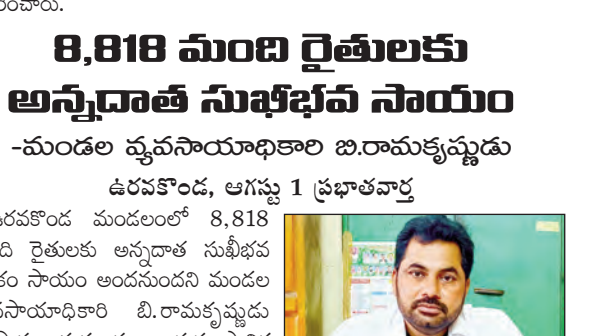 8,818 మంది రైతులకు
అన్నదాత సుఖీభవ సాయం
-మండల వ్యవసాయాధికారి బి.రామకృష్ణుడు
ఉరవకొండ, ఆగస్టు 1 ప్రభాతవార్త
ఉరవకొండ మండలంలో 8,818
రైతులకు అన్నదాత సుఖీభవ
సాయం అందనుందని మండల
బి.రామకృష్ణుడు